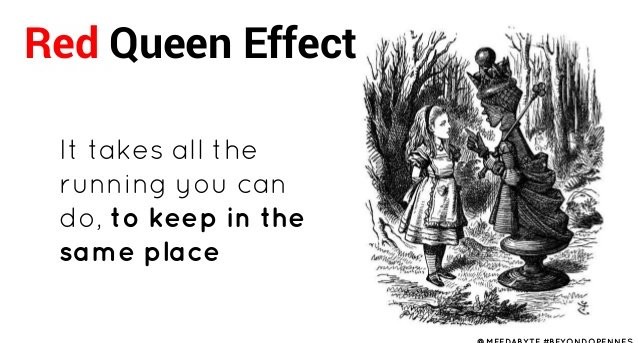 Red Queen Effect
It takes all the
running you can
do, to keep in the
same place
@MEEDABYTE #BEYONDOPENNES